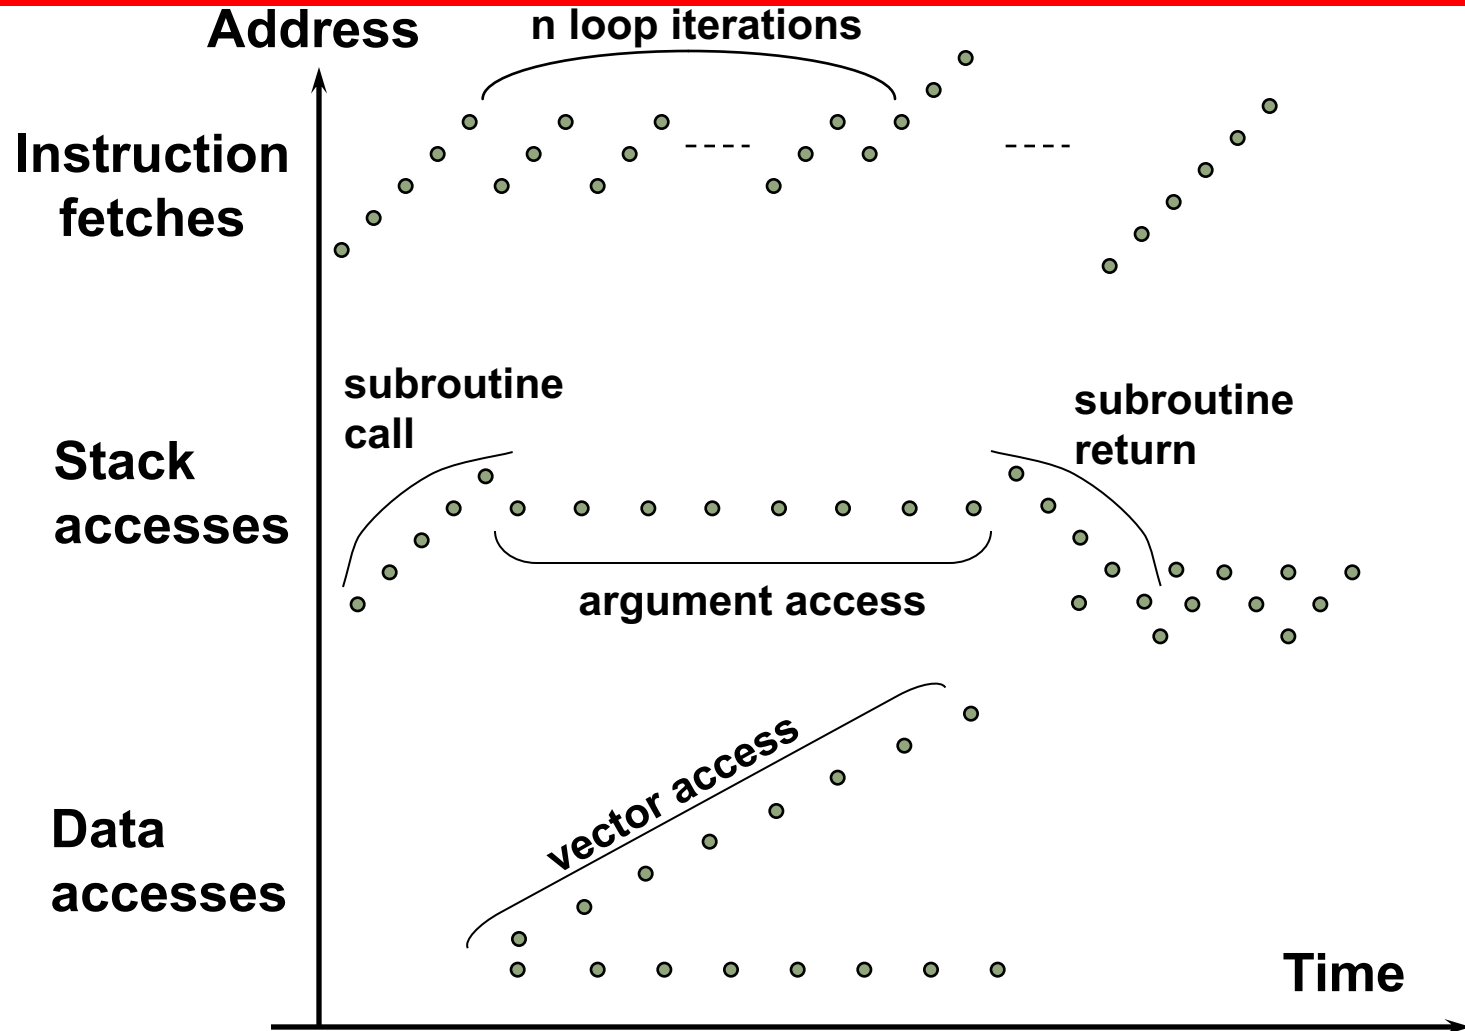 Address
n loop iterations
Instruction
fetches
subroutine
call
subroutine
return
Stack
accesses
argument access
vector access
Data
accesses
Time